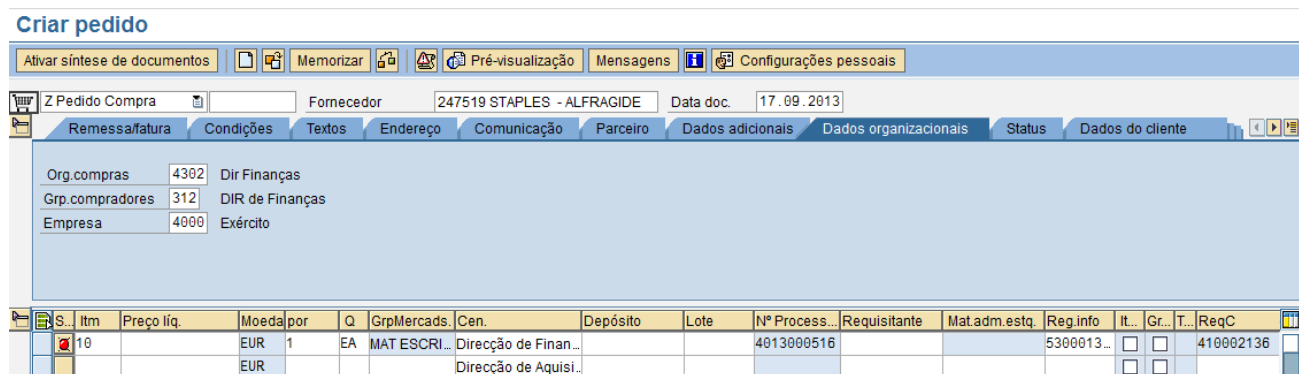 Criar pedido
Ativar síntese de documentos Memorizar Pré-visualização Mensagens Configurações pessoais
Z Pedido Compra Fornecedor 247519 STAPLES - ALFRAGIDE Data doc. 17.09.2013
Remessa/fatura Condições Textos Endereço Comunicação Parceiro Dados adicionais Dados organizacionais Status Dados do cliente
Org.compras 4302 Dir Finanças
Grp.compradores 312 DIR de Finanças
Empresa 4000 Exército
S... Itm Preço líq. Moeda por Q GrpMercads. Cen. Depósito Lote Nº Process... Requisitante Mat.adm.estq. Reg.info It... Gr... T... ReqC
10 EUR 1 EA MAT ESCRI... Direcção de Finan... 4013000516 5300013... 410002136
EUR Direcção de Aquisi...